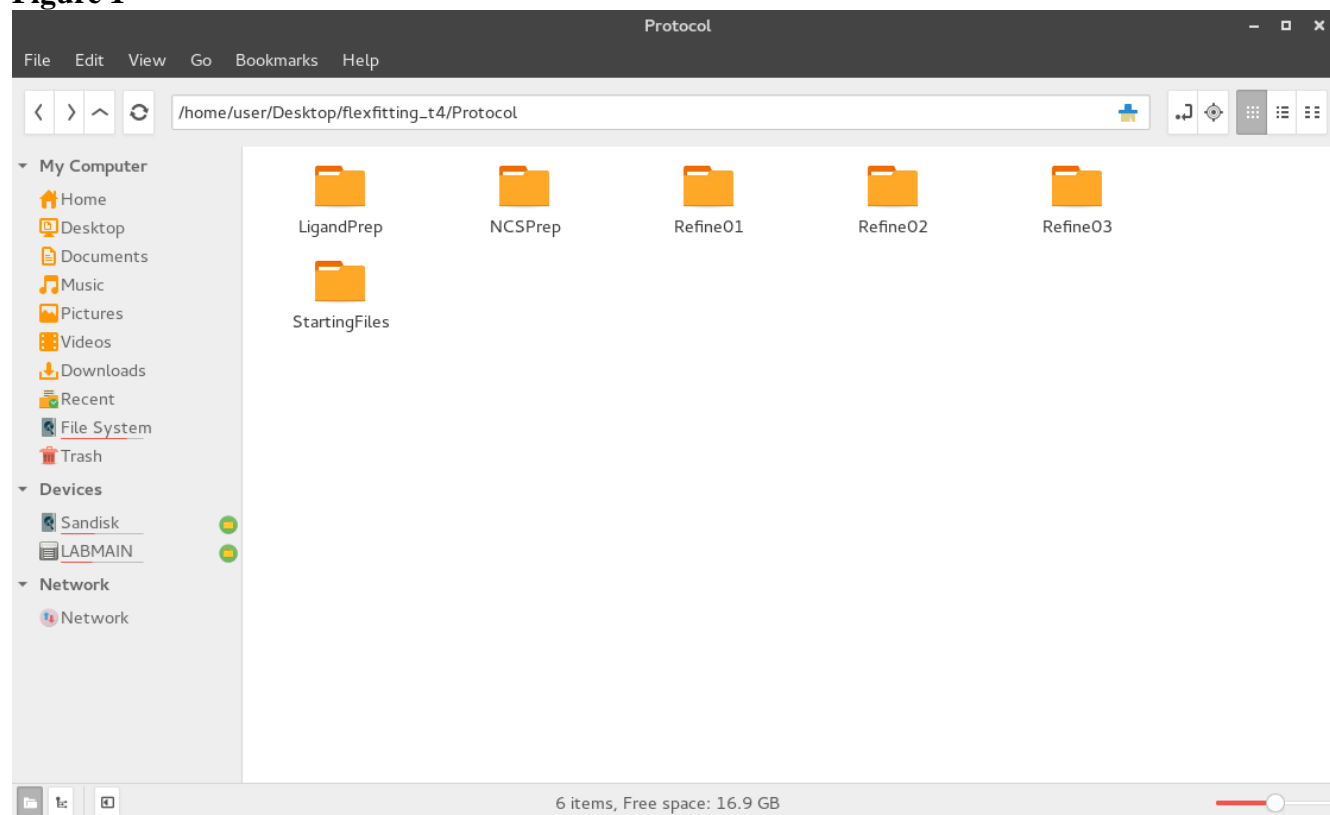 Figure 1
Protocol
File Edit View Go Bookmarks Help
/home/user/Desktop/flexfitting_t4/Protocol
My Computer
Home
Desktop
Documents
Music
Pictures
Videos
Downloads
Recent
File System
Trash
Devices
Sandisk
LABMAIN
Network
Network
LigandPrep NCSPrep Refine01 Refine02 Refine03
StartingFiles
6 items, Free space: 16.9 GB